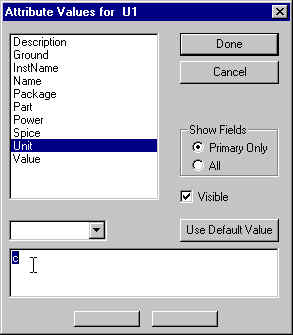 Attribute Values for U1
Description
Ground
InstName
Name
Package
Part
Power
Spice
Unit
Value
Done
Cancel
Show Fields
Primary Only
All
Visible
Use Default Value
c